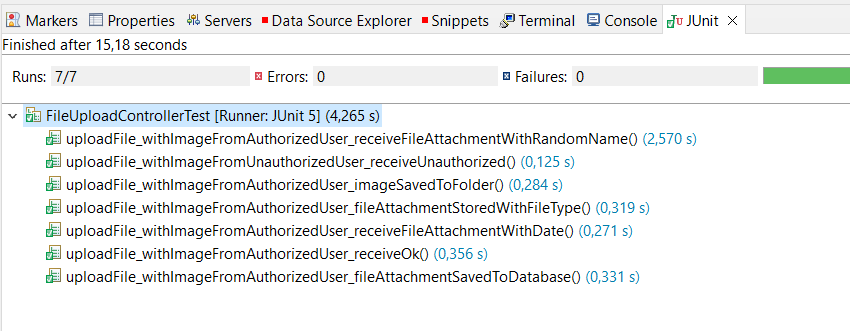 Markers Properties Servers Data Source Explorer Snippets Terminal Console JUnit
Finished after 15,18 seconds
Runs: 7/7 Errors: 0 Failures: 0
FileUploadControllerTest [Runner: JUnit 5] (4,265 s)
uploadFile_withImageFromAuthorizedUser_receiveFileAttachmentWithRandomName() (2,570 s)
uploadFile_withImageFromUnauthorizedUser_receiveUnauthorized() (0,125 s)
uploadFile_withImageFromAuthorizedUser_imageSavedToFolder() (0,284 s)
uploadFile_withImageFromAuthorizedUser_fileAttachmentStoredWithFileType() (0,319 s)
uploadFile_withImageFromAuthorizedUser_receiveFileAttachmentWithDate() (0,271 s)
uploadFile_withImageFromAuthorizedUser_receiveOk() (0,356 s)
uploadFile_withImageFromAuthorizedUser_fileAttachmentSavedToDatabase() (0,331 s)